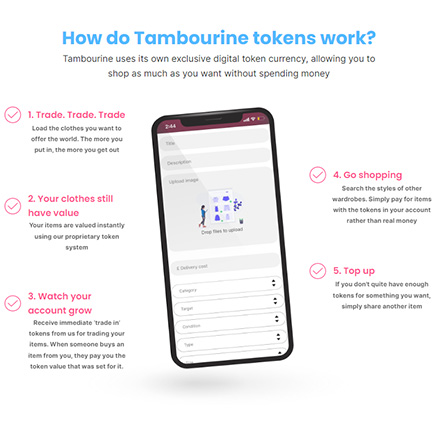 How do Tambourine tokens work?
Tambourine uses its own exclusive digital token currency, allowing you to
shop as much as you want without spending money
1. Trade. Trade. Trade
Load the clothes you want to
offer the world. The more you
put in, the more you get out
2. Your clothes still
have value
Your items are valued instantly
using our proprietary token
system
3. Watch your
account grow
Receive immediate 'trade in'
tokens from us for trading your
items. When someone buys an
item from you, they pay you the
token value that was set for it.
2:44
Title
Description
Upload image
Drop files to upload
£ Delivery cost
Category
Target
Condition
Type
4. Go shopping
Search the styles of other
wardrobes. Simply pay for items
with the tokens in your account
rather than real money
5. Top up
If you don't quite have enough
tokens for something you want,
simply share another item